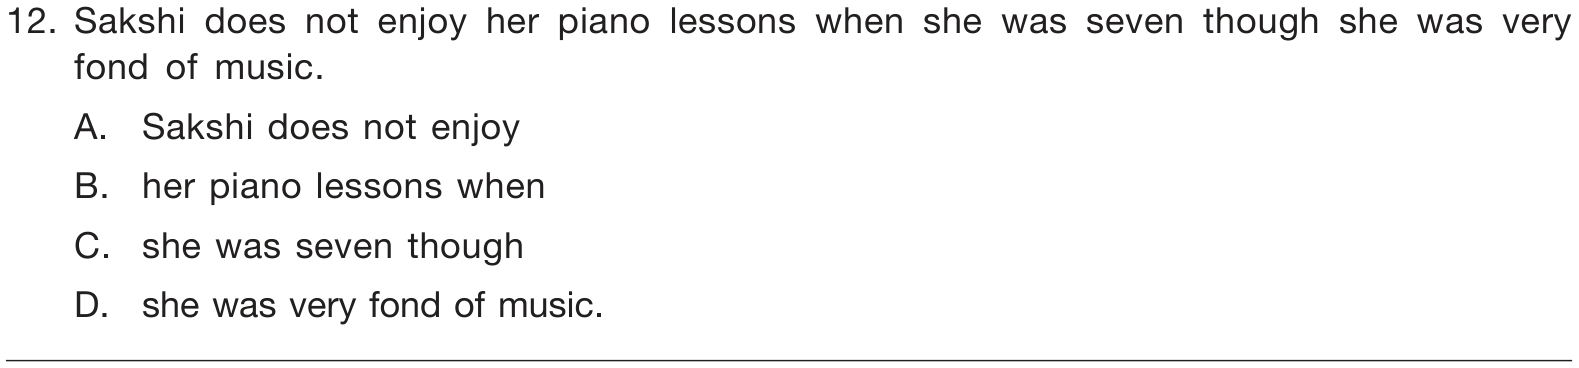 12. Sakshi does not enjoy her piano lessons when she was seven though she was very
fond of music.
A. Sakshi does not enjoy
B. her piano lessons when
C. she was seven though
D. she was very fond of music.